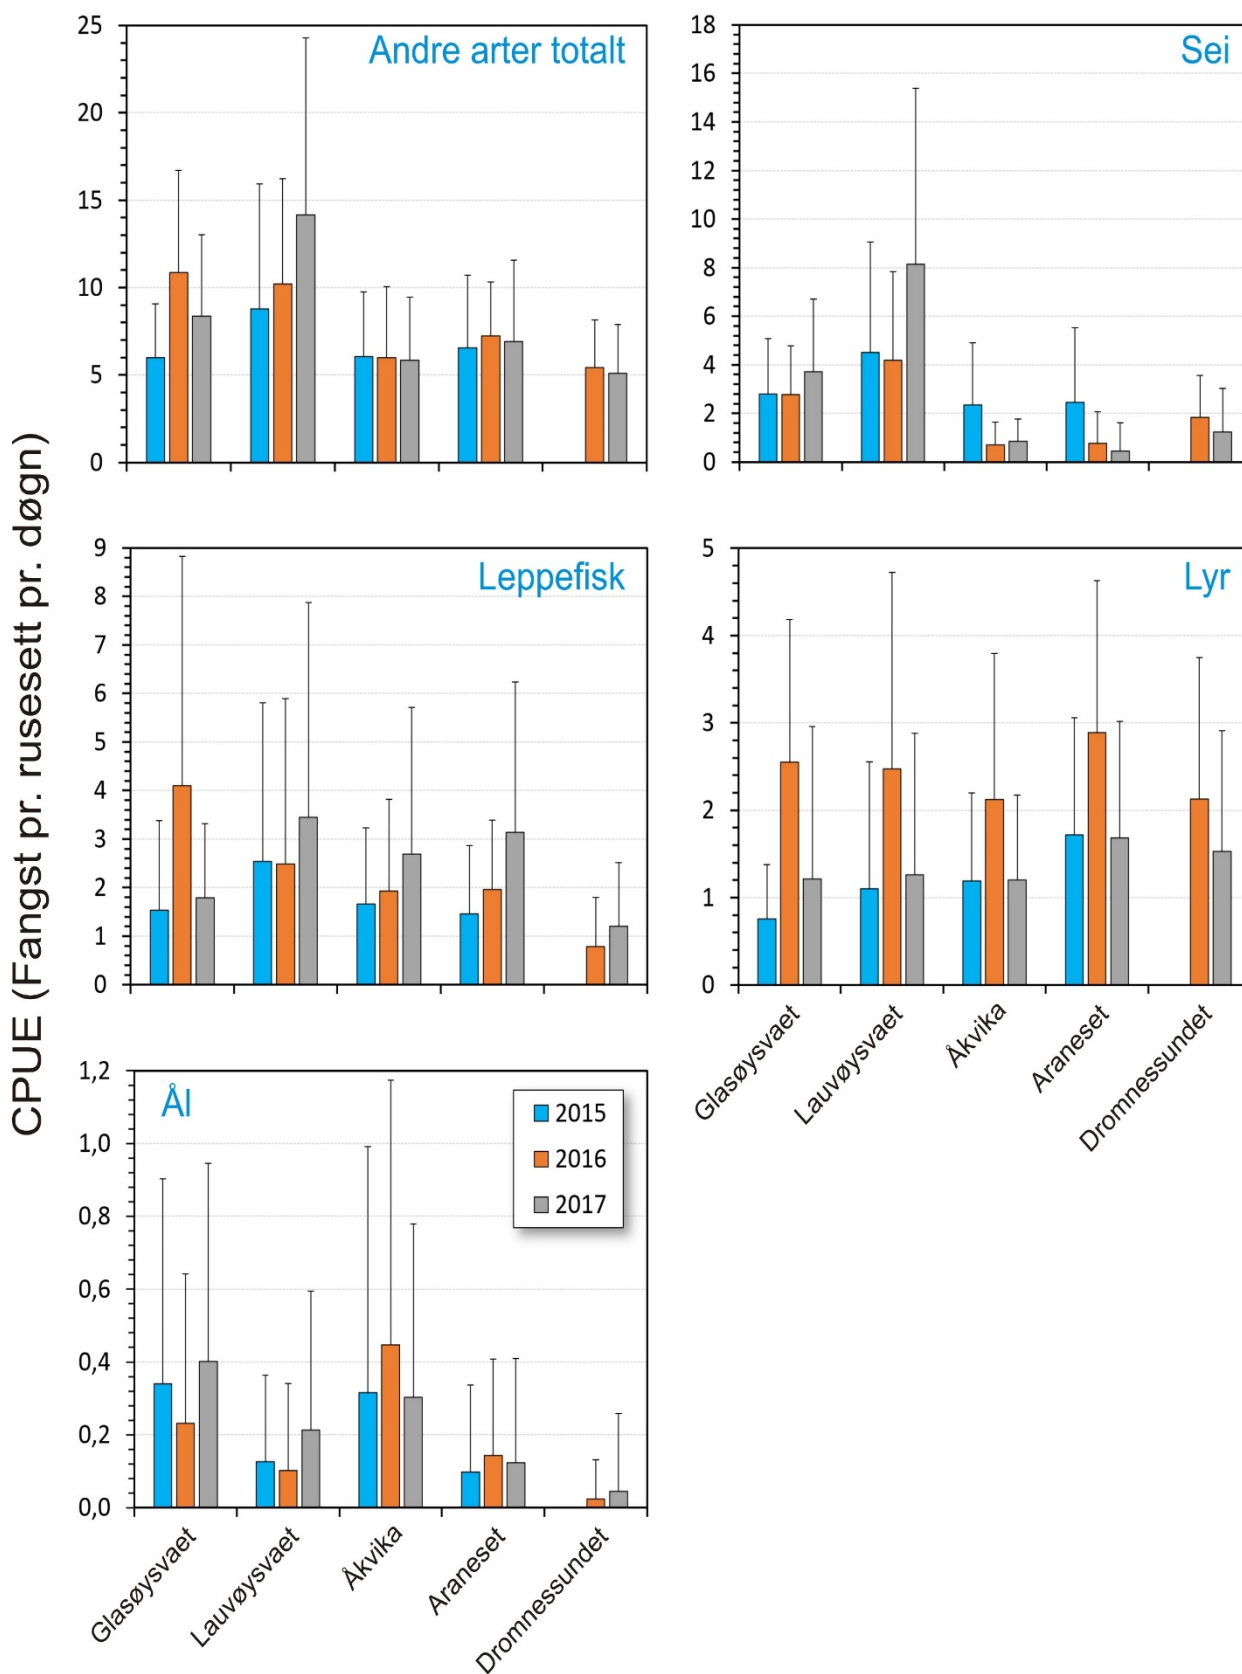 CPUE (Fangst pr. rusesett pr. døgn)
Andre arter totalt
25
20
15
10
5
0
Sei
18
16
14
12
10
8
6
4
2
0
Leppefisk
9
8
7
6
5
4
3
2
1
0
Lyr
5
4
3
2
1
0
Glasøysvaet
Lauvøysvaet
Åkvika
Araneset
Dromnessundet
Ål
1,2
1,0
0,8
0,6
0,4
0,2
0,0
2015
2016
2017
Glasøysvaet
Lauvøysvaet
Åkvika
Araneset
Dromnessundet